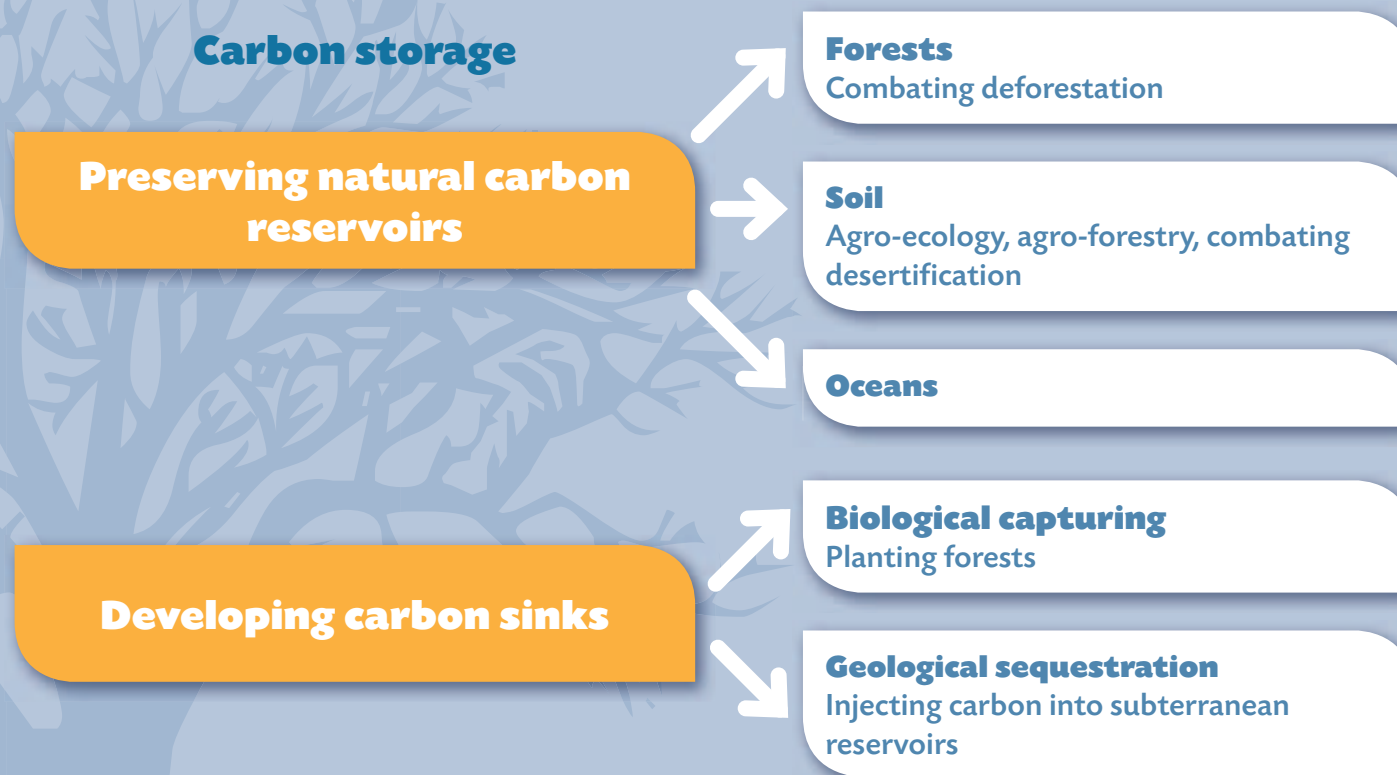 Carbon storage
Preserving natural carbon
reservoirs
Forests
Combating deforestation
Soil
Agro-ecology, agro-forestry, combating
desertification
Oceans
Developing carbon sinks
Biological capturing
Planting forests
Geological sequestration
Injecting carbon into subterranean
reservoirs